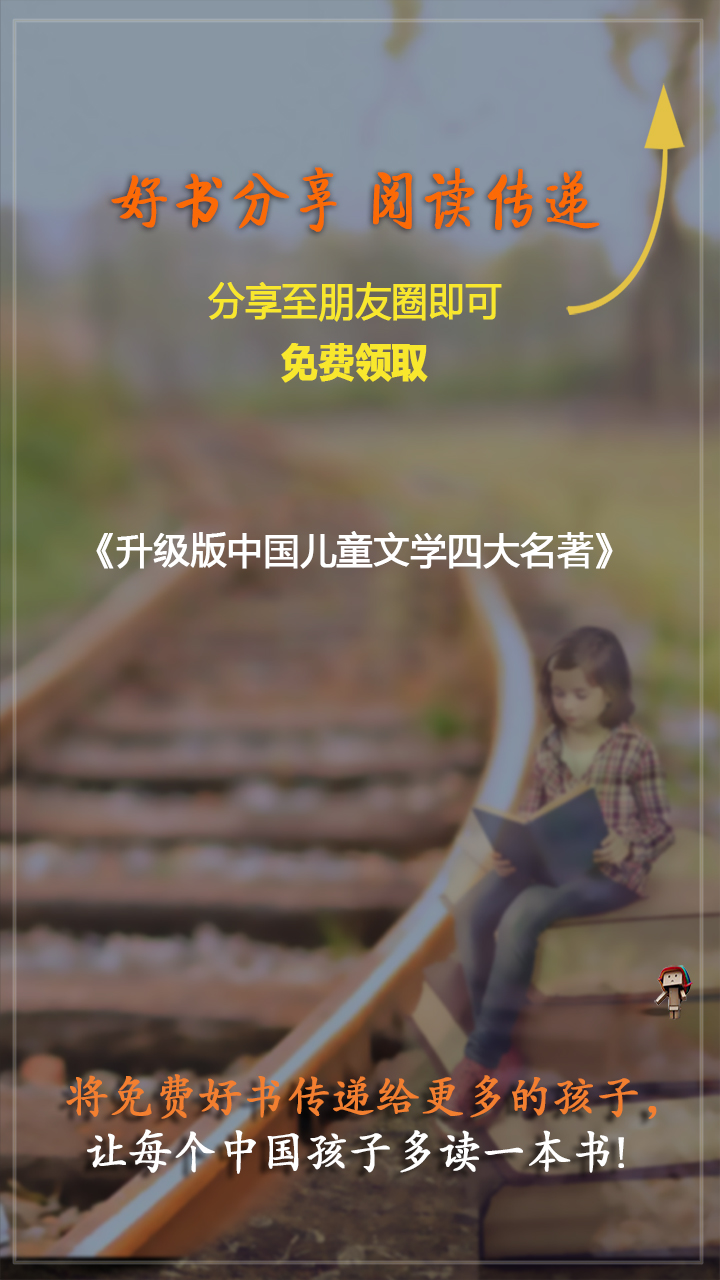 好书分享 阅读传递
分享至朋友圈即可
免费领取
《升级版中国儿童文学四大名著》
将免费好书传递给更多的孩子，
让每个中国孩子多读一本书!